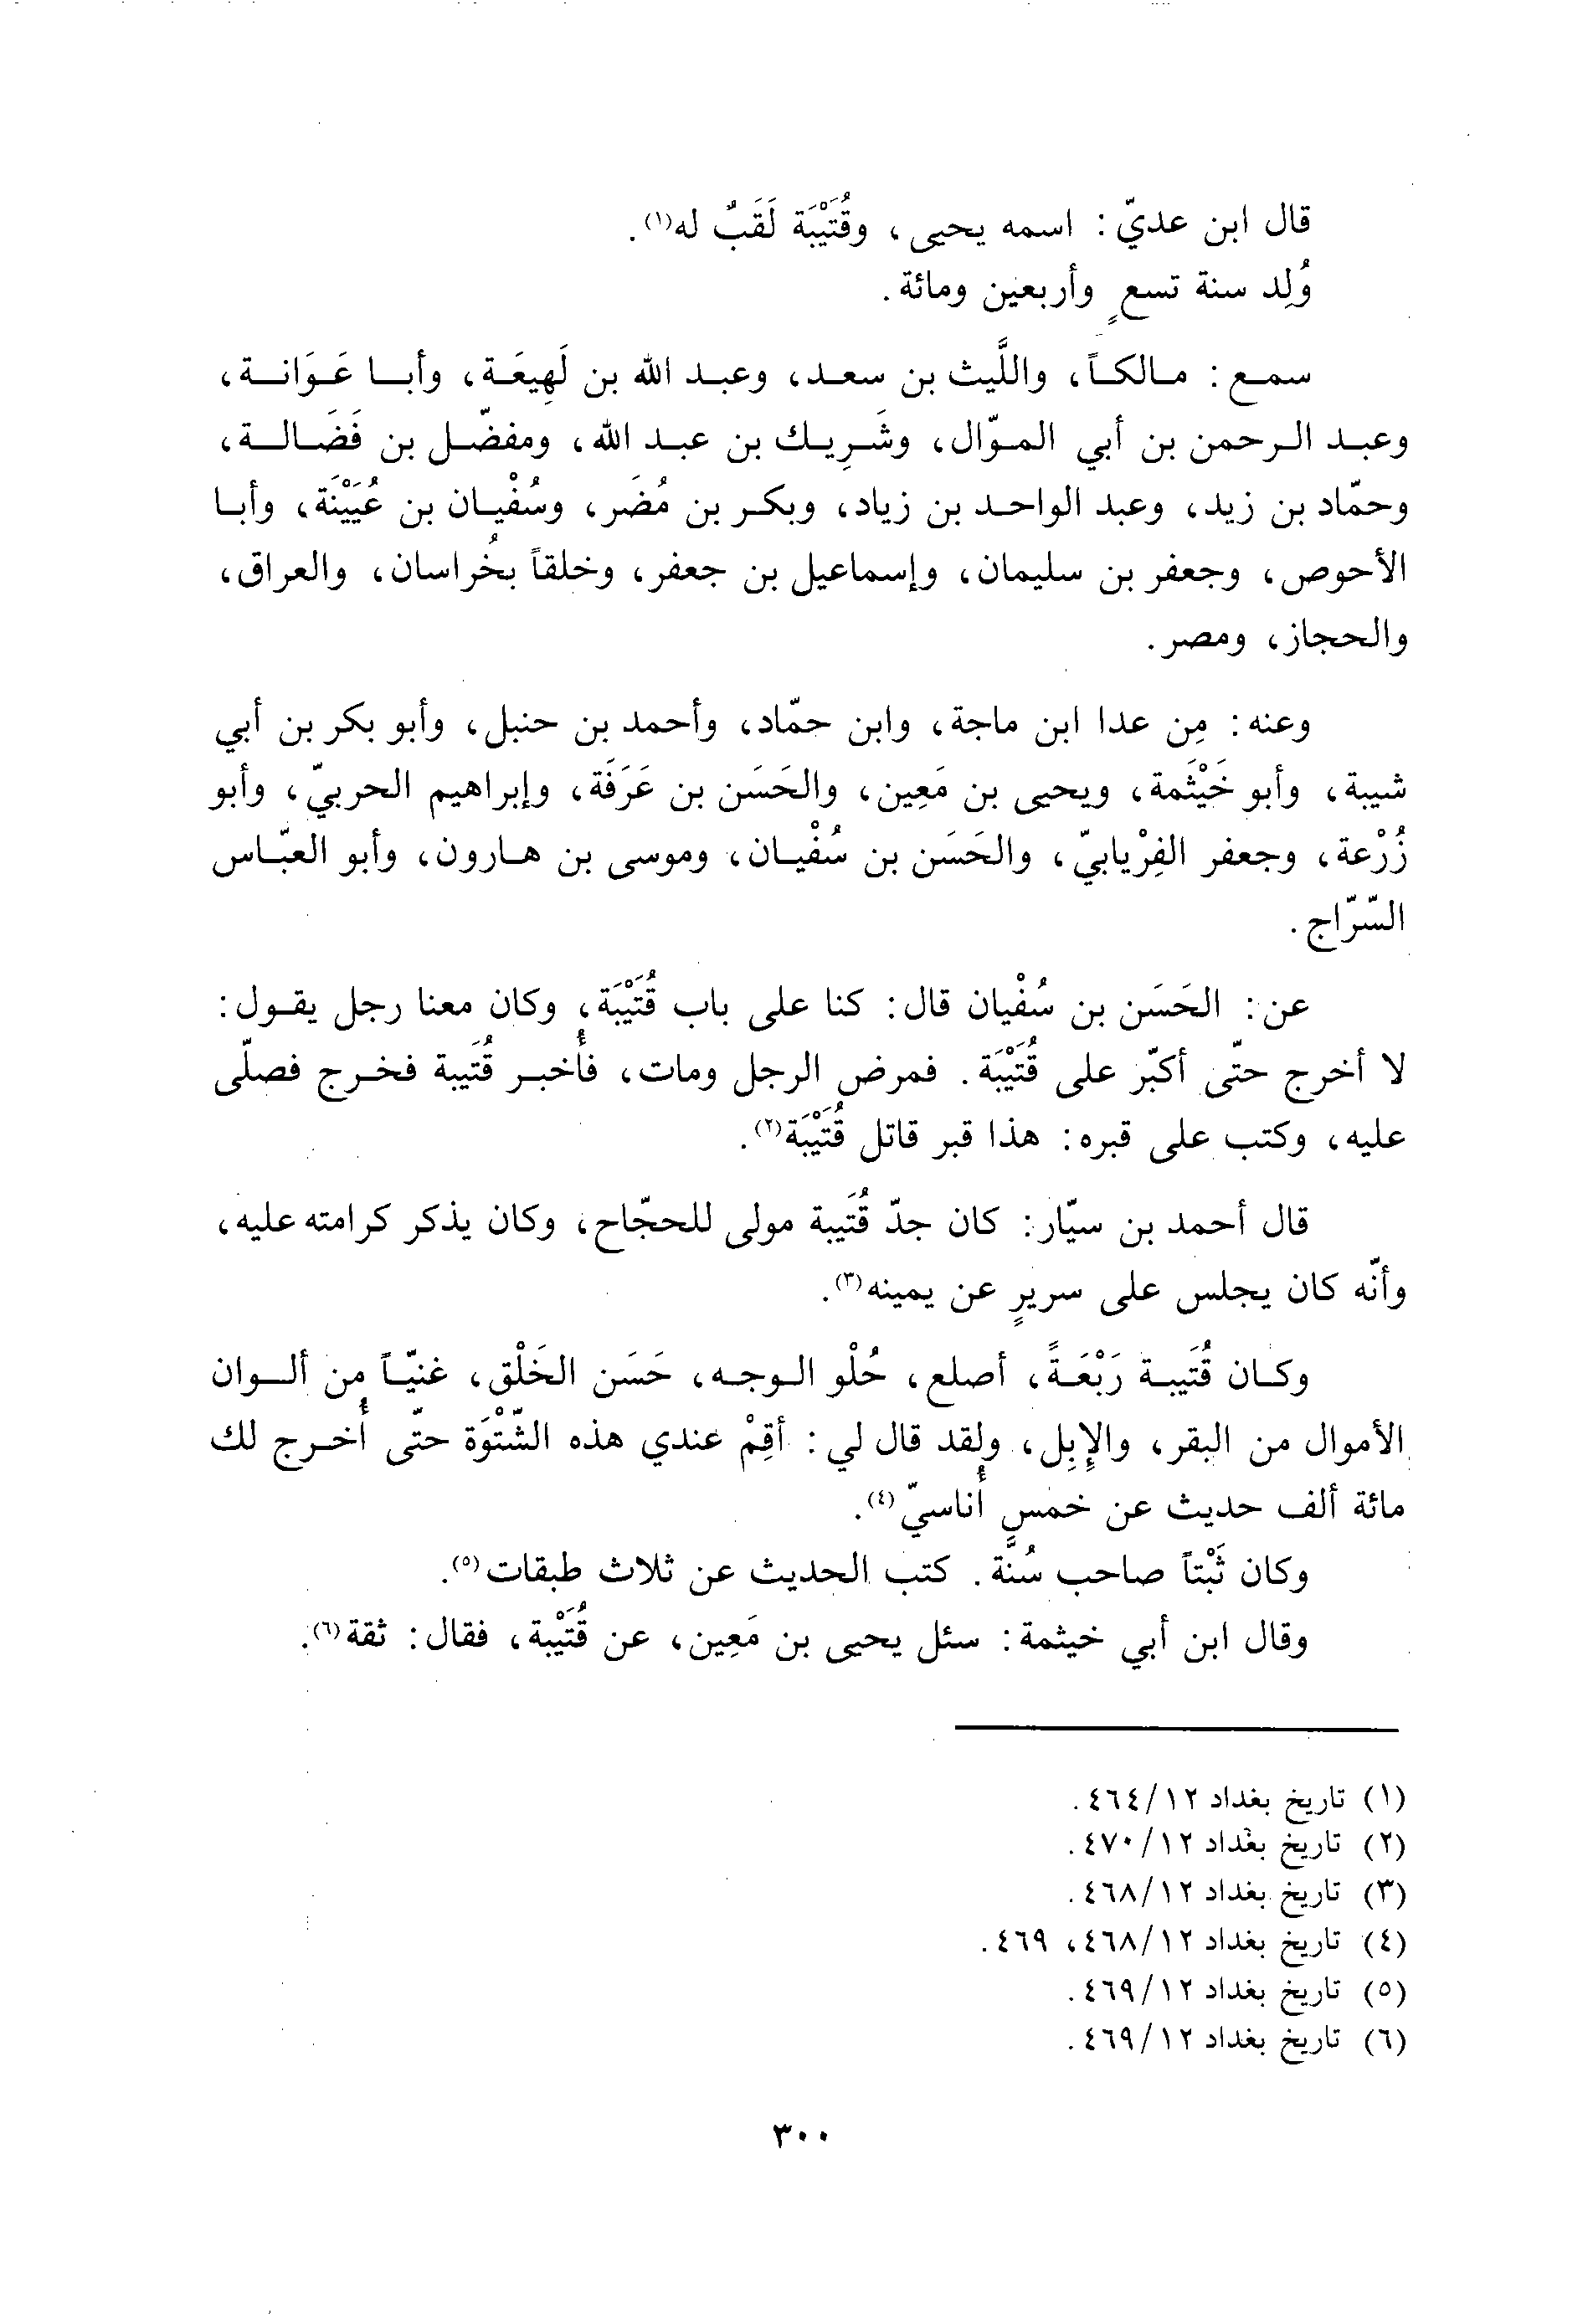 قال ابن عديّ: اسمه يحيى، وقُتَيْبَة لَقَبٌ له(١).
وُلِد سنة تسعٍ وأربعين ومائة.
سمع: مالكاً، واللَّيث بن سعد، وعبد الله بن لَهِيعَة، وأبا عَوَانة،
وعبد الرحمن بن أبي الموّال، وشَرِيك بن عبد الله، ومفضّل بن فَضَالة،
وحمّاد بن زيد، وعبد الواحد بن زياد، وبكر بن مُضَر، وسُفْيان بن عُيَيْنَة، وأبا
الأحوص، وجعفر بن سليمان، وإسماعيل بن جعفر، وخلقاً بخُراسان، والعراق،
والحجاز، ومصر.
وعنه: مِن عدا ابن ماجة، وابن حمّاد، وأحمد بن حنبل، وأبو بكر بن أبي
شيبة، وأبو خَيْثَمة، ويحيى بن مَعِين، والحَسَن بن عَرَفَة، وإبراهيم الحربيّ، وأبو
زُرْعة، وجعفر الفِرْيابيّ، والحَسَن بن سُفْيان، وموسى بن هارون، وأبو العبّاس
السّرّاج.
عن: الحَسَن بن سُفْيان قال: كنا على باب قُتَيْبَة، وكان معنا رجل يقول:
لا أخرج حتّى أكبّر على قُتَيْبَة. فمرض الرجل ومات، فأُخبر قُتَيبة فخرج فصلّى
عليه، وكتب على قبره: هذا قبر قاتل قُتَيْبَة(٢).
قال أحمد بن سيّار: كان جدّ قُتَيبة مولى للحجّاح، وكان يذكر كرامته عليه،
وأنّه كان يجلس على سريرٍ عن يمينه(٣).
وكان قُتَيبة رَبْعَةً، أصلع، حُلْو الوجه، حَسَن الخَلْق، غنيّاً من ألوان
الأموال من البقر، والإِبِل، ولقد قال لي: أقِمْ عندي هذه الشّتْوَة حتّى أُخرج لك
مائة ألف حديث عن خمسٍ أُناسيّ(٤).
وكان ثَبْتاً صاحب سُنَّة. كتب الحديث عن ثلاث طبقات(٥).
وقال ابن أبي خيثمة: سئل يحيى بن مَعِين، عن قُتَيْبة، فقال: ثقة(٦).
(١) تاريخ بغداد ١٢/٤٦٤.
(٢) تاريخ بغداد ١٢/٤٧٠.
(٣) تاريخ بغداد ١٢/٤٦٨.
(٤) تاريخ بغداد ١٢/٤٦٨، ٤٦٩.
(٥) تاريخ بغداد ١٢/٤٦٩.
(٦) تاريخ بغداد ١٢/٤٦٩.
٣٠٠